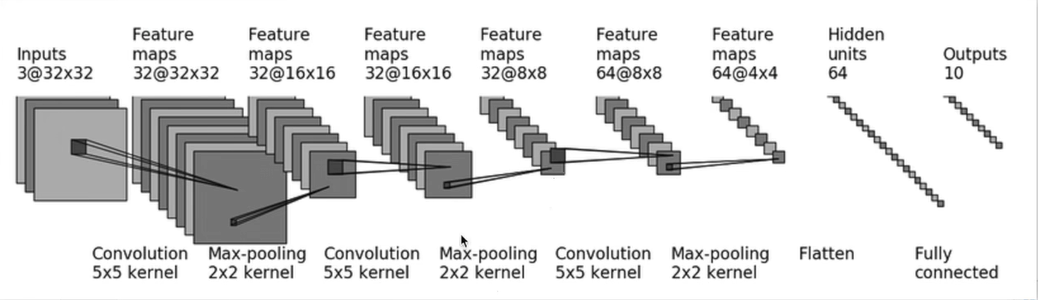 Inputs
3@32x32
Feature
maps
32@32x32
Feature
maps
32@16x16
Feature
maps
32@16x16
Feature
maps
32@8x8
Feature
maps
64@8x8
Feature
maps
64@4x4
Hidden
units
64
Outputs
10
Convolution
5x5 kernel
Max-pooling
2x2 kernel
Convolution
5x5 kernel
Max-pooling
2x2 kernel
Convolution
5x5 kernel
Max-pooling
2x2 kernel
Flatten
Fully
connected